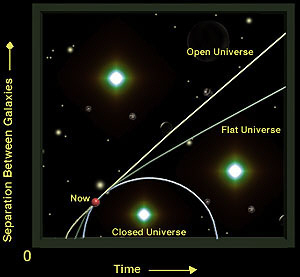 Open Universe
Flat Universe
Now
Closed Universe
Separation Between Galaxies
0
Time